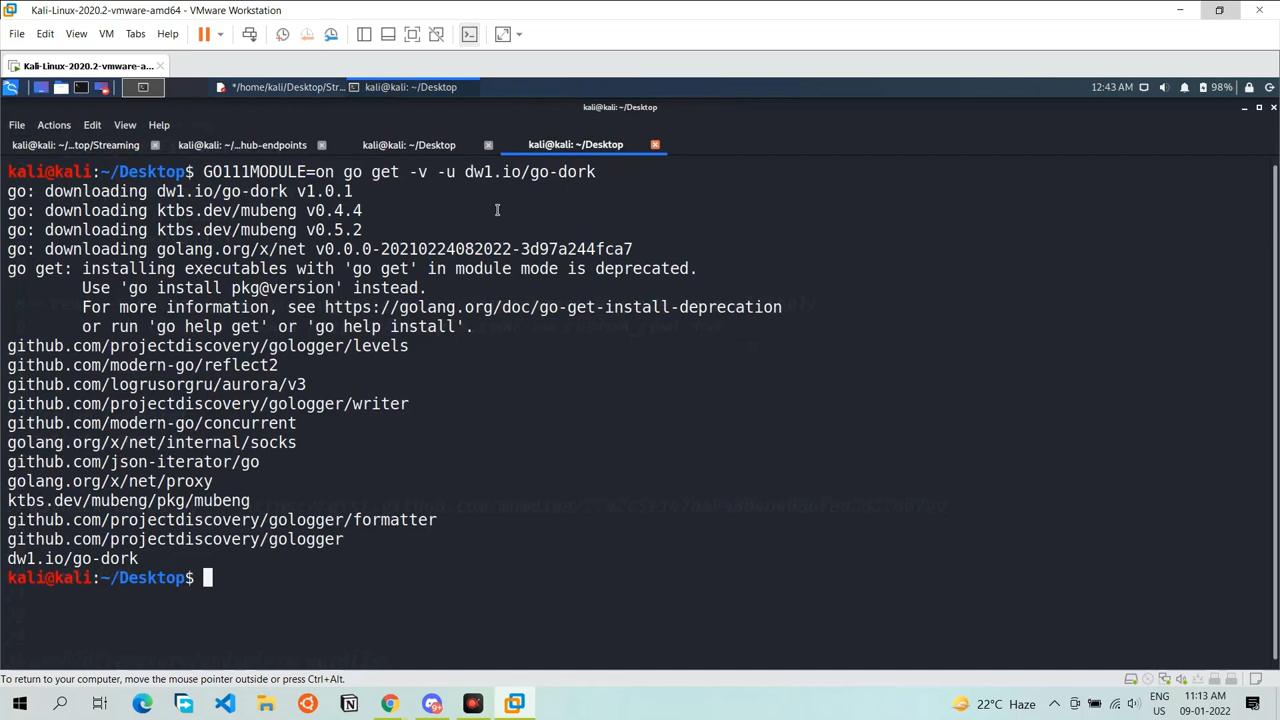 Kali-Linux-2020.2-vmware-amd64 - VMware Workstation
File Edit View VM Tabs Help
Kali-Linux-2020.2-vmware-a...
*/home/kali/Desktop/Str... kali@kali: ~/Desktop 12:43 AM 98%
kali@kali: ~/Desktop
File Actions Edit View Help
kali@kali: ~/...top/Streaming kali@kali: ~/...hub-endpoints kali@kali: ~/Desktop kali@kali: ~/Desktop
kali@kali:~/Desktop$ GO111MODULE=on go get -v -u dw1.io/go-dork
go: downloading dw1.io/go-dork v1.0.1
go: downloading ktbs.dev/mubeng v0.4.4
go: downloading ktbs.dev/mubeng v0.5.2
go: downloading golang.org/x/net v0.0.0-20210224082022-3d97a244fca7
go get: installing executables with 'go get' in module mode is deprecated.
Use 'go install pkg@version' instead.
For more information, see https://golang.org/doc/go-get-install-deprecation
or run 'go help get' or 'go help install'.
github.com/projectdiscovery/gologger/levels
github.com/modern-go/reflect2
github.com/logrusorgru/aurora/v3
github.com/projectdiscovery/gologger/writer
github.com/modern-go/concurrent
golang.org/x/net/internal/socks
github.com/json-iterator/go
golang.org/x/net/proxy
ktbs.dev/mubeng/pkg/mubeng
github.com/projectdiscovery/gologger/formatter
github.com/projectdiscovery/gologger
dw1.io/go-dork
kali@kali:~/Desktop$
To return to your computer, move the mouse pointer outside or press Ctrl+Alt.
22°C Haze ENG 11:13 AM
US 09-01-2022